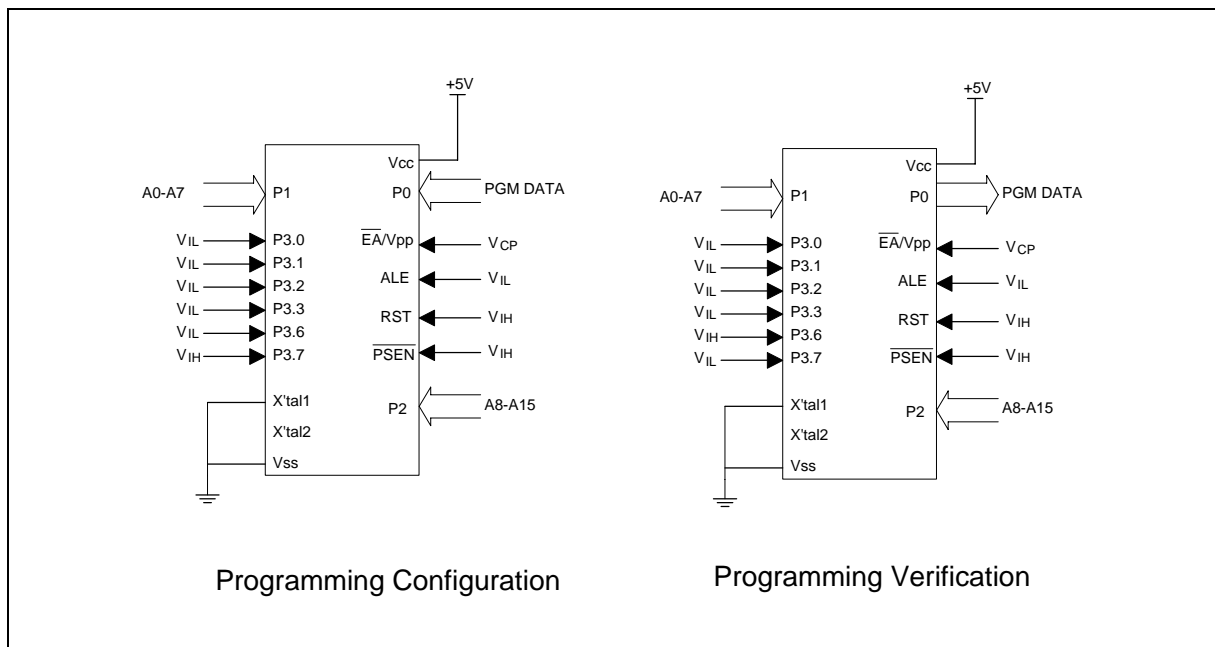 +5V
Vcc
A0-A7
P1
P0
PGM DATA
VIL
P3.0
EA/Vpp
VCP
VIL
P3.1
VIL
P3.2
ALE
VIL
VIL
P3.3
RST
VIH
VIL
P3.6
VIH
P3.7
PSEN
VIH
X'tal1
P2
A8-A15
X'tal2
Vss
Programming Configuration
+5V
Vcc
A0-A7
P1
P0
PGM DATA
VIL
P3.0
EA/Vpp
VCP
VIL
P3.1
VIL
P3.2
ALE
VIL
VIL
P3.3
RST
VIH
VIH
P3.6
VIL
P3.7
PSEN
VIH
X'tal1
P2
A8-A15
X'tal2
Vss
Programming Verification